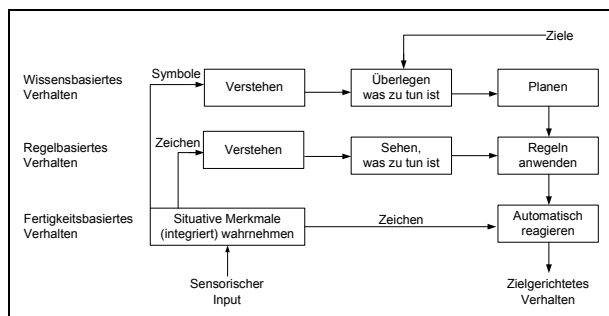 Ziele
Wissensbasiertes
Verhalten
Symbole
Verstehen
Überlegen
was zu tun ist
Planen
Regelbasiertes
Verhalten
Zeichen
Verstehen
Sehen,
was zu tun ist
Regeln
anwenden
Fertigkeitsbasiertes
Verhalten
Situative Merkmale
(integriert) wahrnehmen
Zeichen
Automatisch
reagieren
Sensorischer
Input
Zielgerichtetes
Verhalten